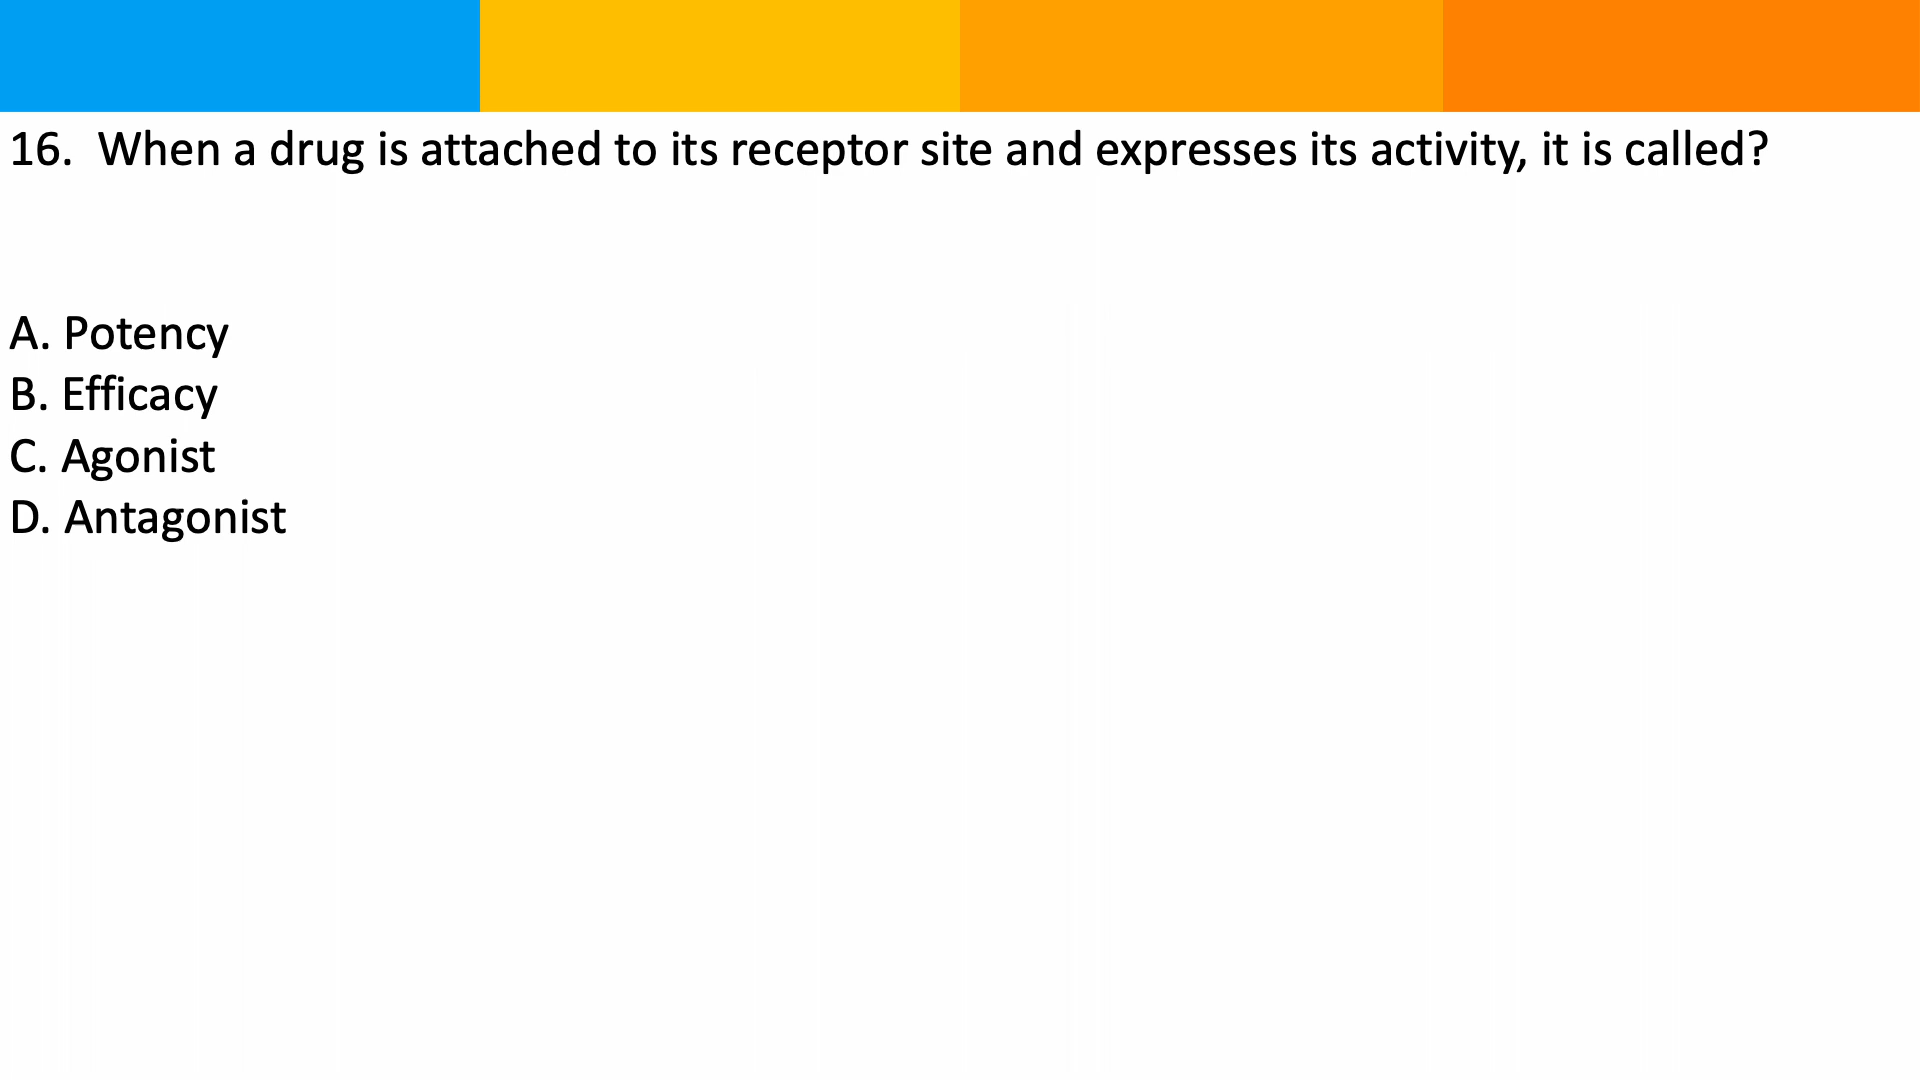 16. When a drug is attached to its receptor site and expresses its activity, it is called?
A. Potency
B. Efficacy
C. Agonist
D. Antagonist